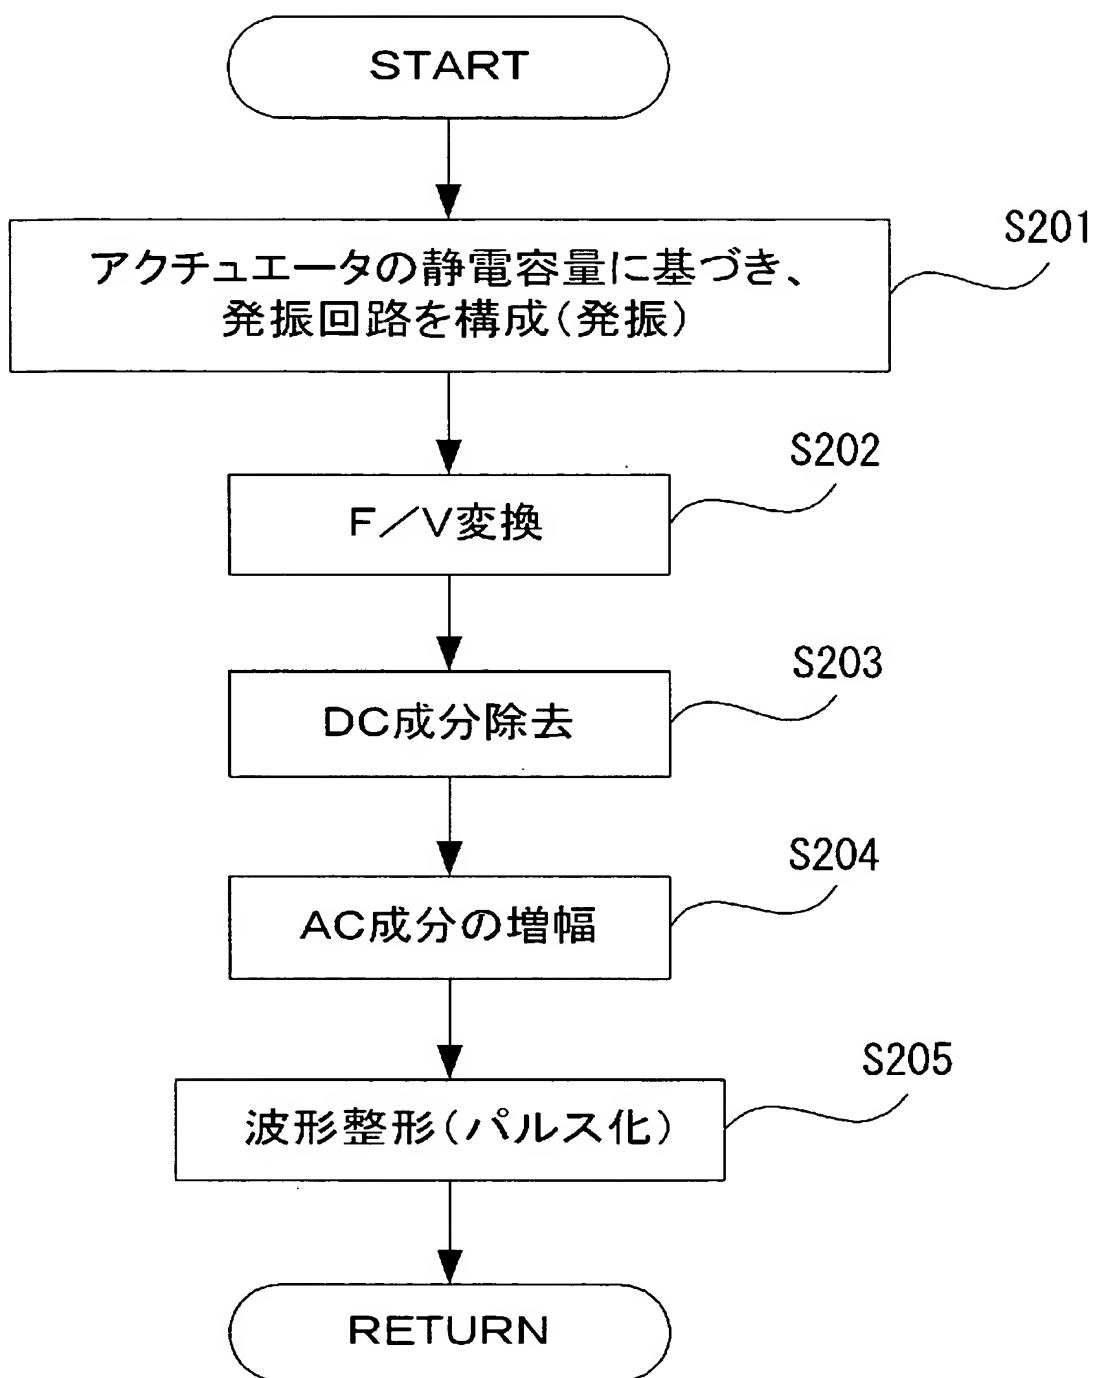 START
S201
アクチュエータの静電容量に基づき、
発振回路を構成(発振)
S202
F/V変換
S203
DC成分除去
S204
AC成分の増幅
S205
波形整形(パルス化)
RETURN